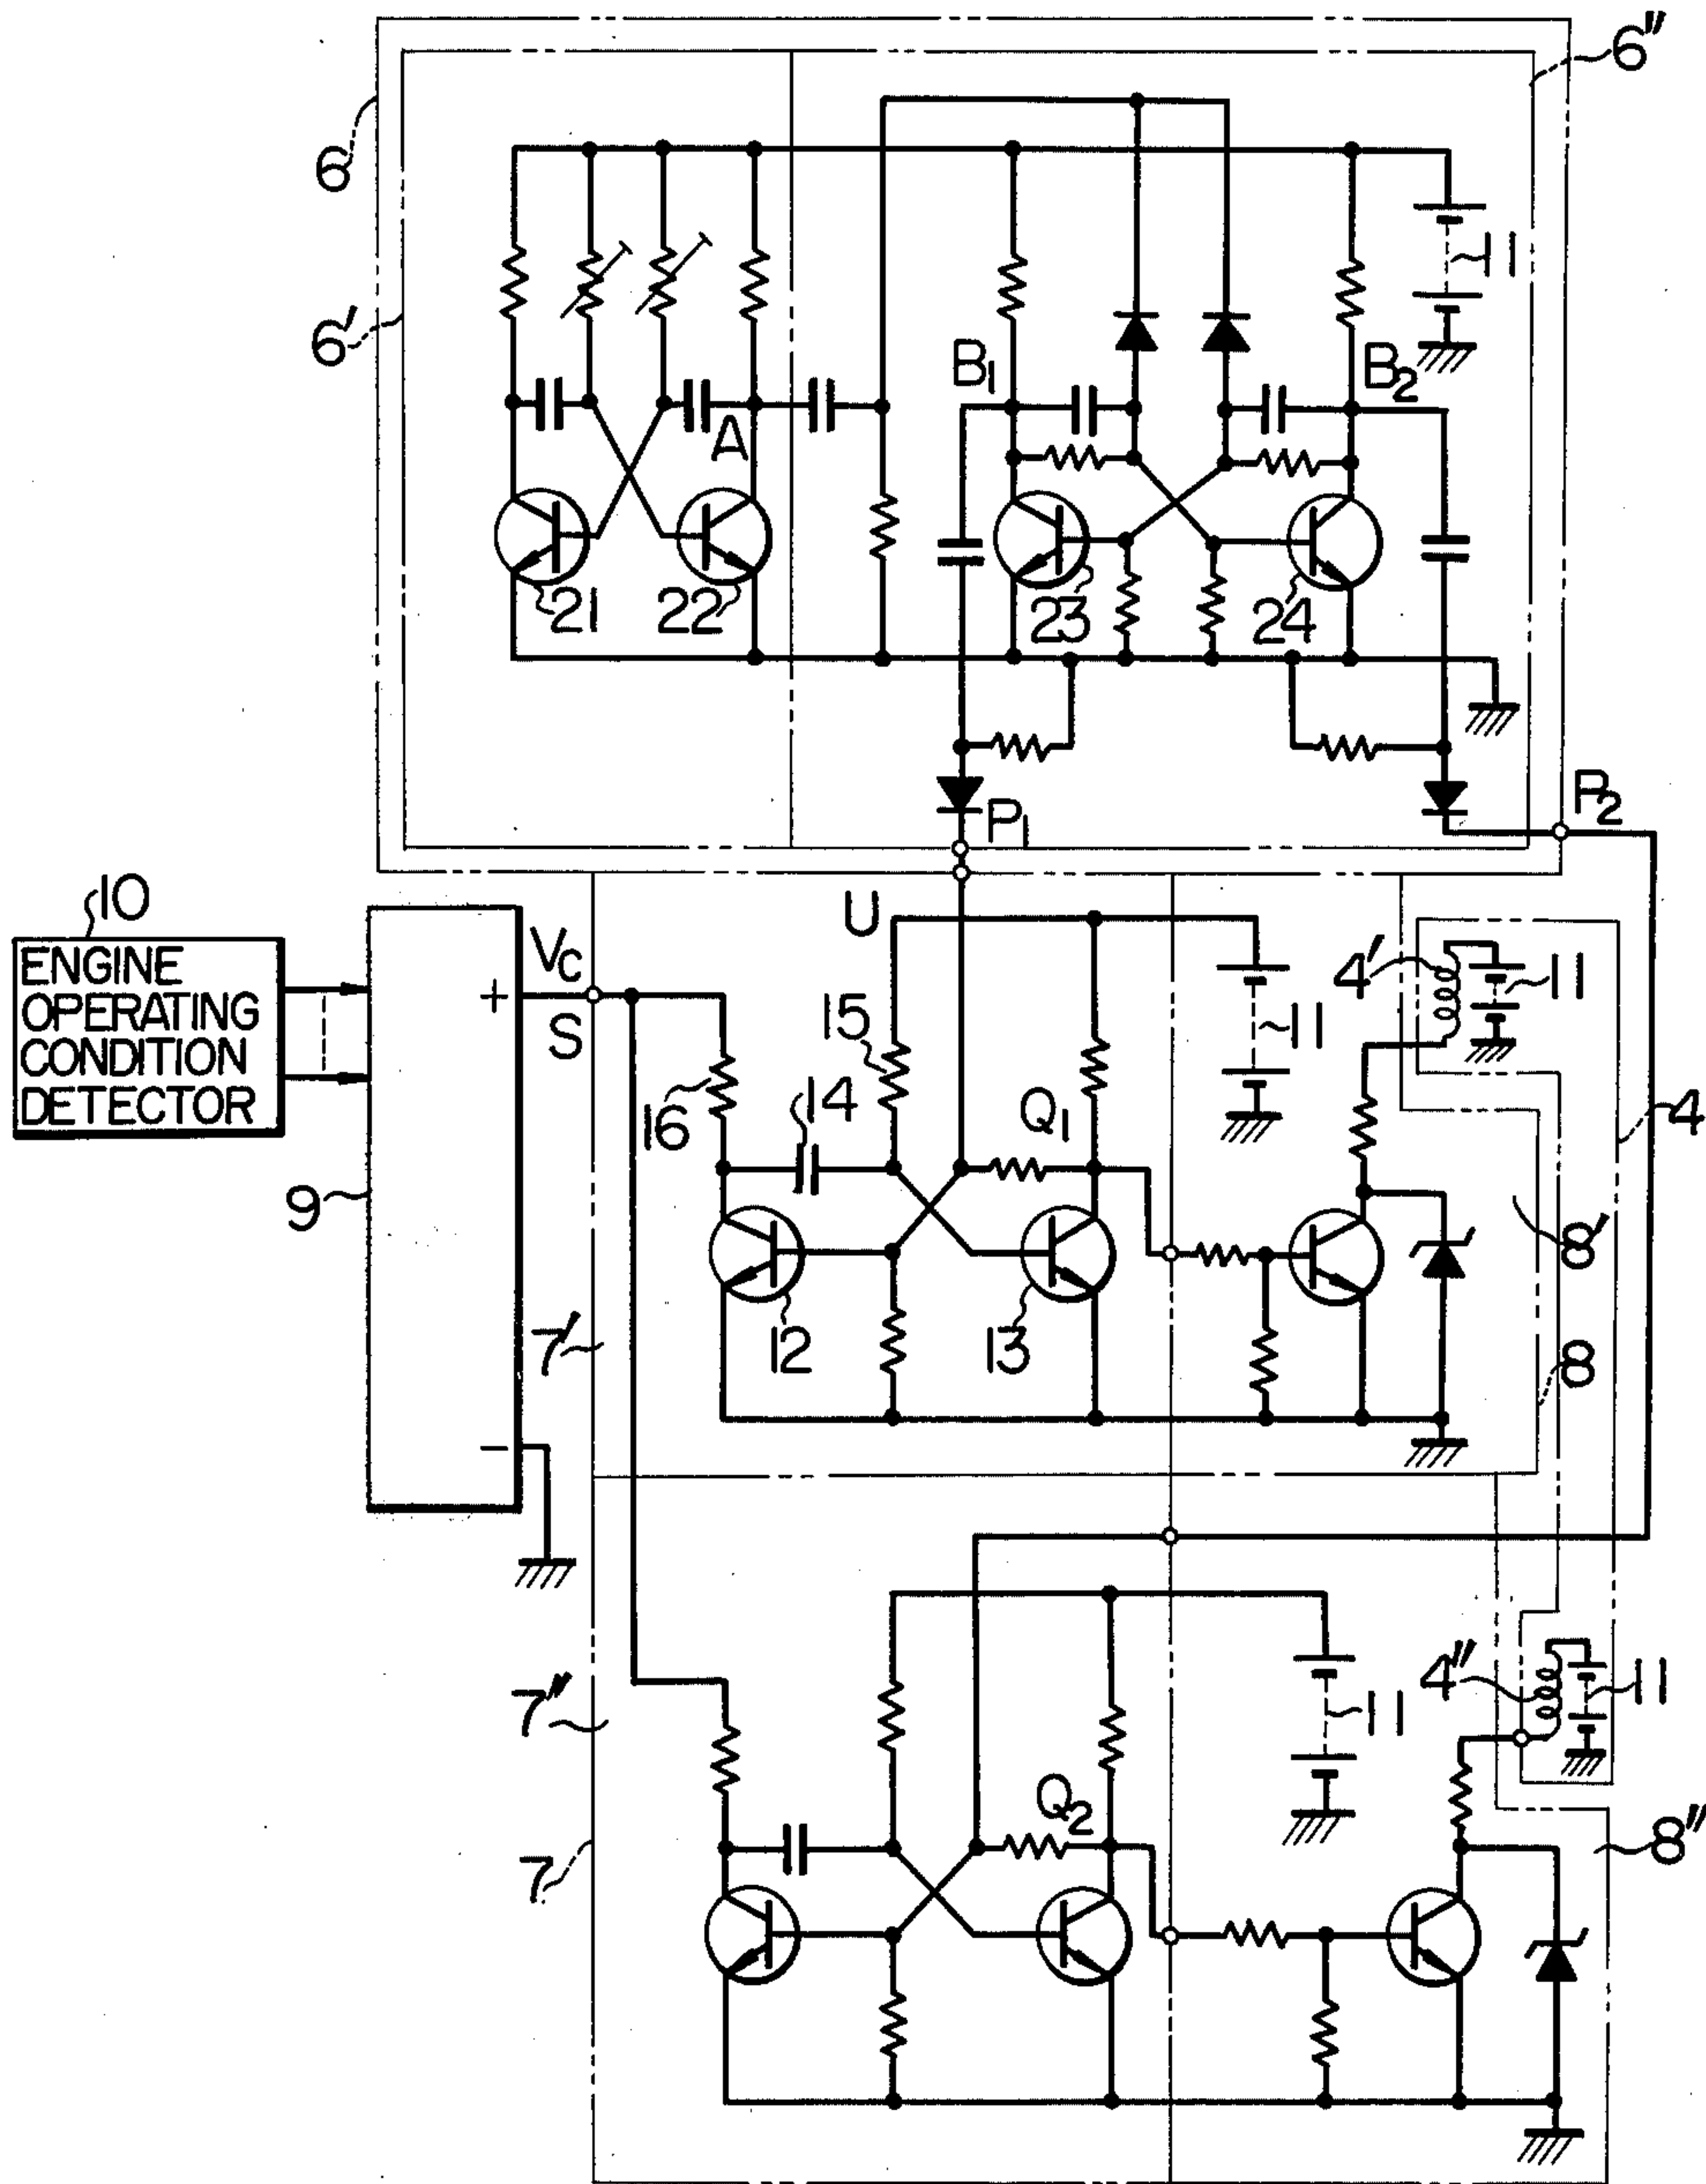 6"
6
11
6'
B1
B2
A
21
22
23
24
P1
P2
10
ENGINE
OPERATING
CONDITION
DETECTOR
U
VC
+
S
4'
11
15
11
14
16
Q1
4
9
8'
12
13
7'
8
−
4"
11
7"
11
Q2
7
8"